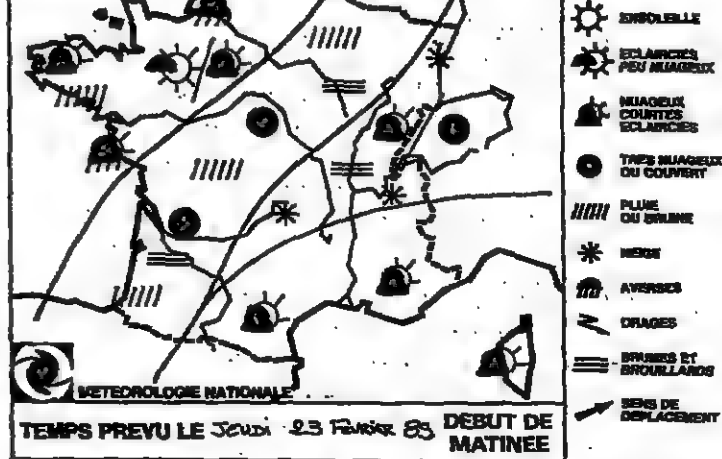 ENSOLEILLE
ECLAIRCIES
PEU NUAGEUX
NUAGEUX
COURTES
ECLAIRCIES
TRES NUAGEUX
OU COUVERT
PLUIE
OU BRUINE
NEIGE
AVERSES
ORAGES
BRUMES ET
BROUILLARDS
SENS DE
DEPLACEMENT
METEOROLOGIE NATIONALE
TEMPS PREVU LE Jeudi 23 Février 89 DEBUT DE
MATINEE